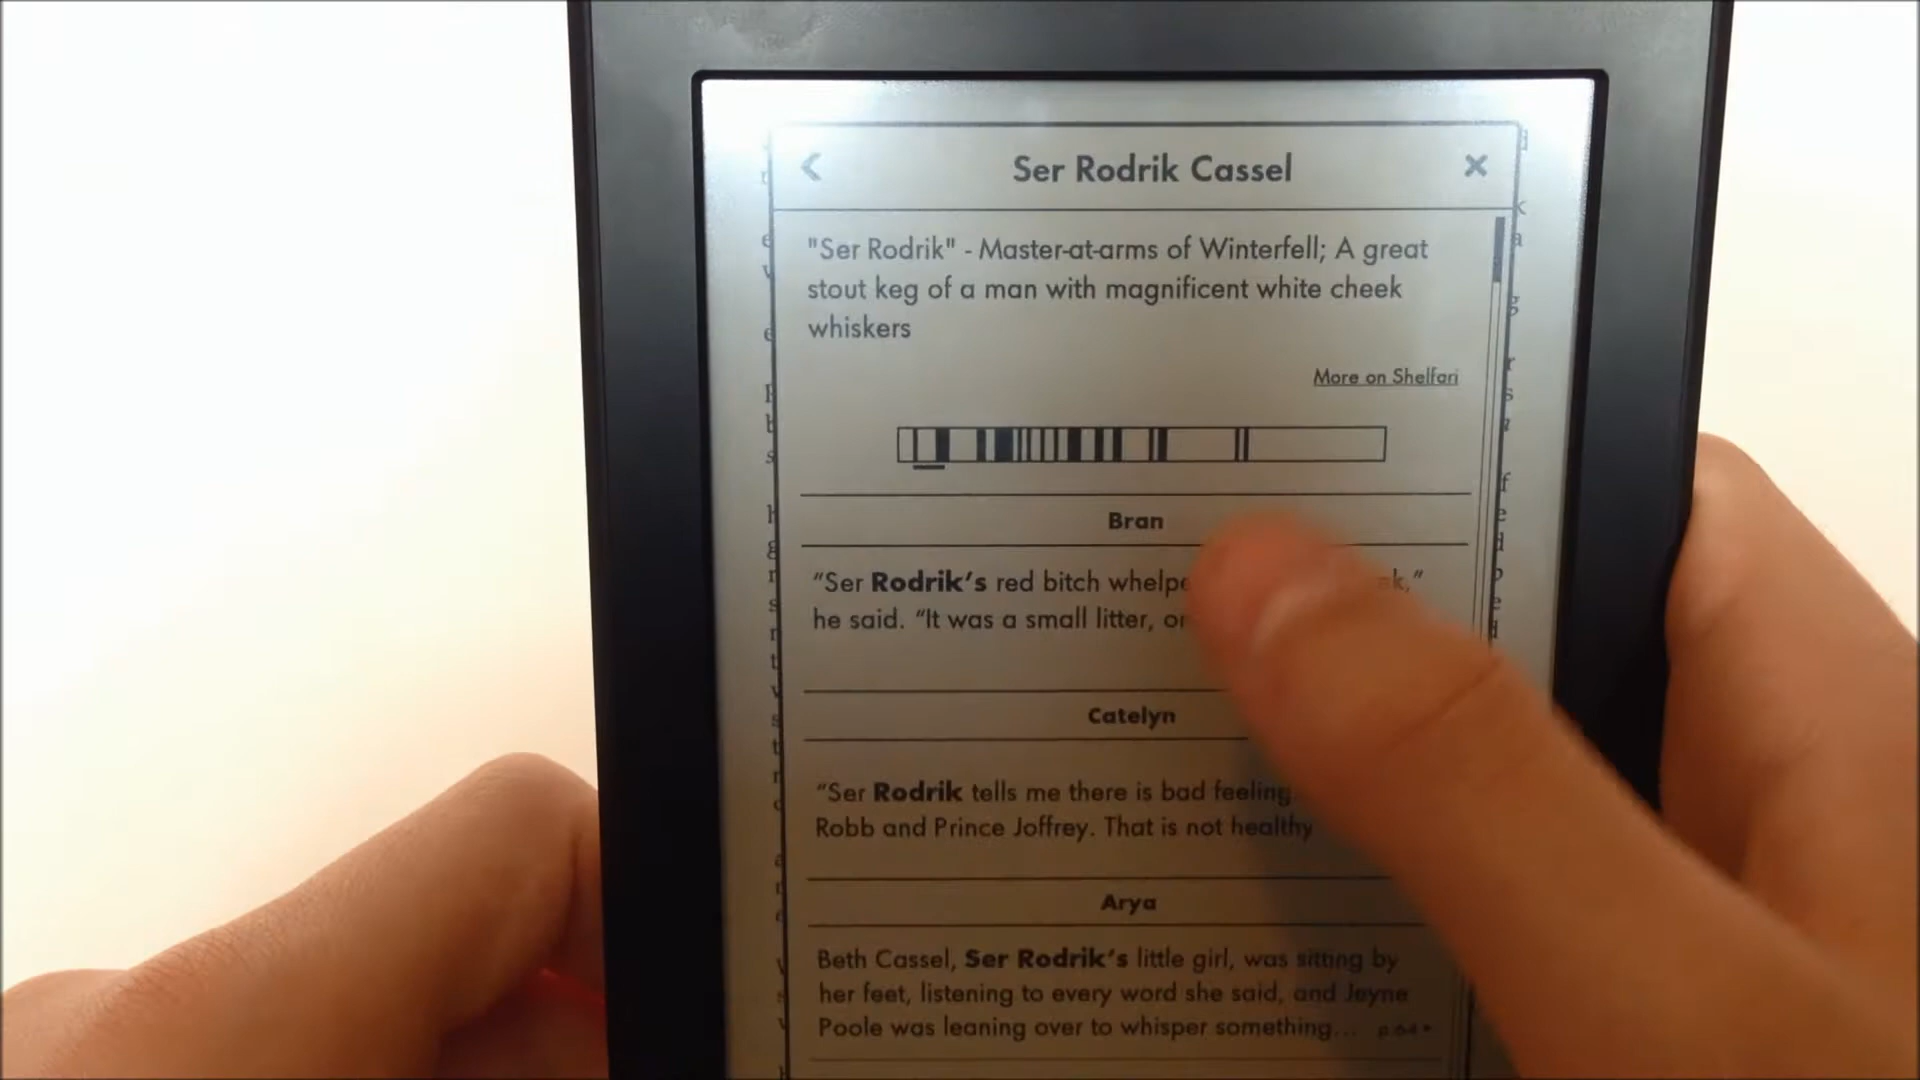 Ser Rodrik Cassel
"Ser Rodrik" - Master-at-arms of Winterfell; A great
stout keg of a man with magnificent white cheek
whiskers
More on Shelfari
Bran
“Ser Rodrik’s red bitch
he said. “It was a small litter,
Catelyn
“Ser Rodrik tells me there is bad feeling
Robb and Prince Joffrey. That is not healthy
Arya
Beth Cassel, Ser Rodrik’s little girl, was sitting by
her feet, listening to every word she said, and Jeyne
Poole was leaning over to whisper something... p.64